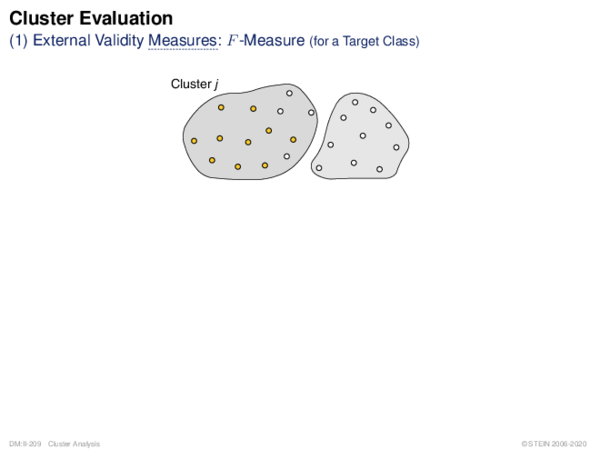 Cluster Evaluation
(1) External Validity Measures: F-Measure (for a Target Class)
Cluster j
DM:II-209 Cluster Analysis
© STEIN 2006-2020